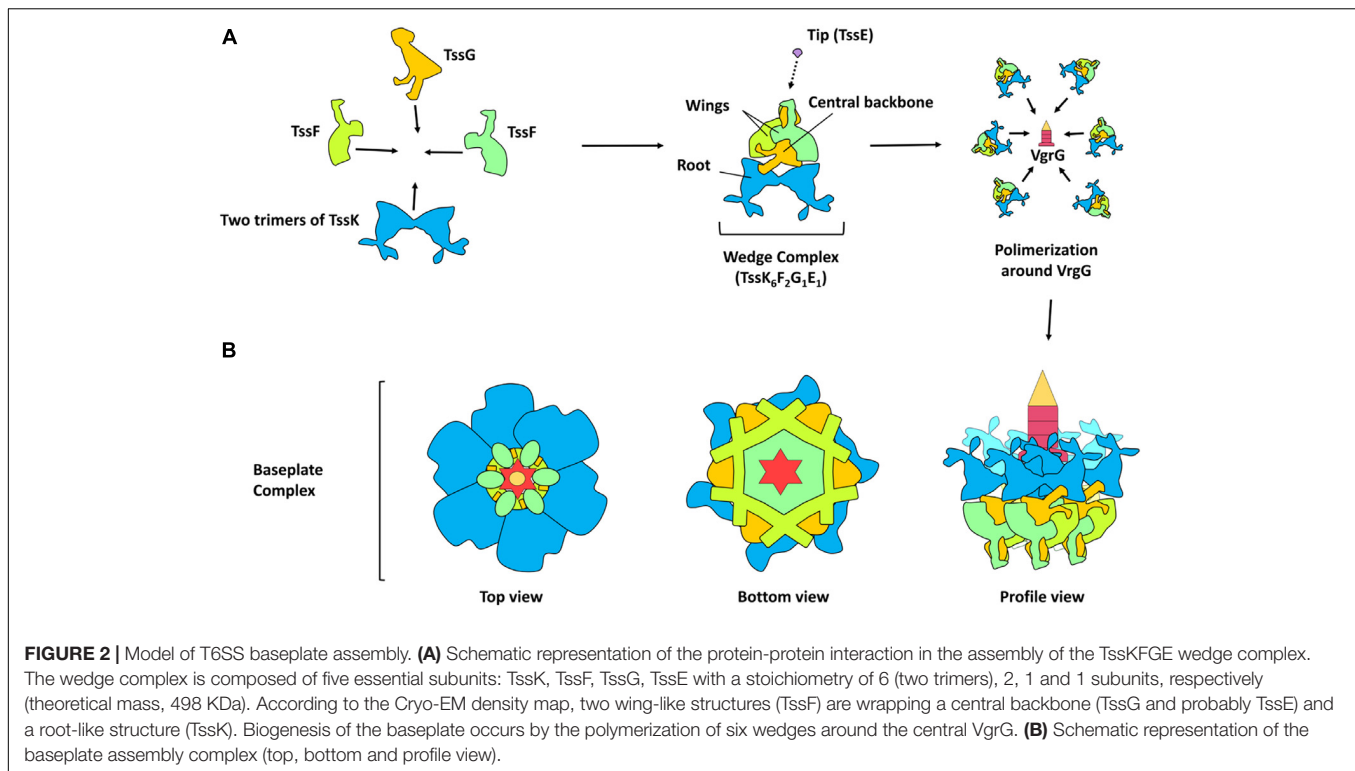 A
TssG
TssF
TssF
Two trimers of TssK
Tip (TssE)
Wings
Central backbone
Root
Wedge Complex
(TssK₆F₂G₁E₁)
VgrG
Polimerization
around VrgG
B
Baseplate
Complex
Top view
Bottom view
Profile view
FIGURE 2 | Model of T6SS baseplate assembly. (A) Schematic representation of the protein-protein interaction in the assembly of the TssKFGE wedge complex.
The wedge complex is composed of five essential subunits: TssK, TssF, TssG, TssE with a stoichiometry of 6 (two trimers), 2, 1 and 1 subunits, respectively
(theoretical mass, 498 KDa). According to the Cryo-EM density map, two wing-like structures (TssF) are wrapping a central backbone (TssG and probably TssE) and
a root-like structure (TssK). Biogenesis of the baseplate occurs by the polymerization of six wedges around the central VgrG. (B) Schematic representation of the
baseplate assembly complex (top, bottom and profile view).